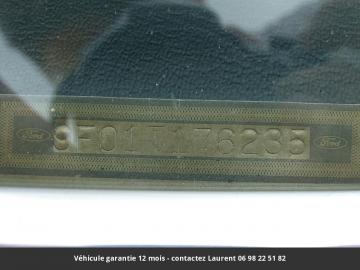 Ford 9F01T176235 Ford
Véhicule garantie 12 mois - contactez Laurent 06 98 22 51 82